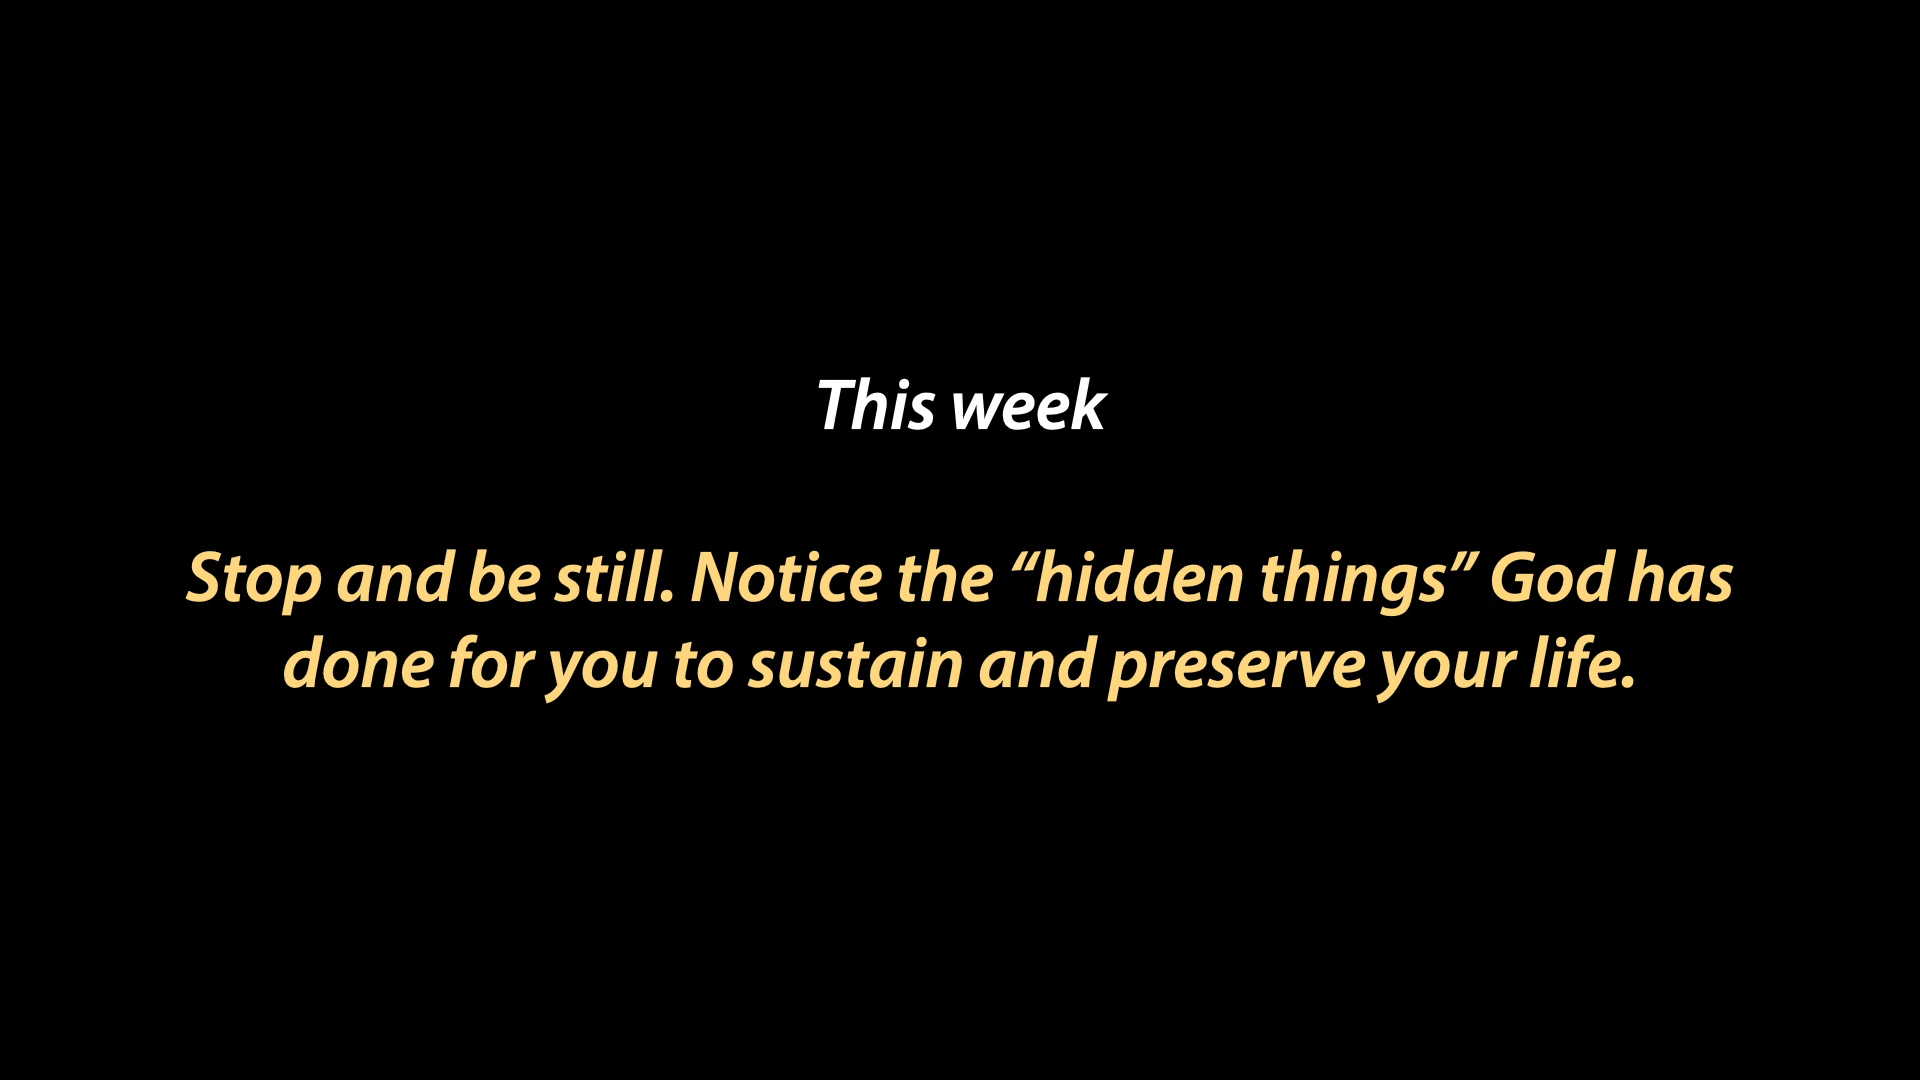 This week
Stop and be still. Notice the “hidden things” God has
done for you to sustain and preserve your life.